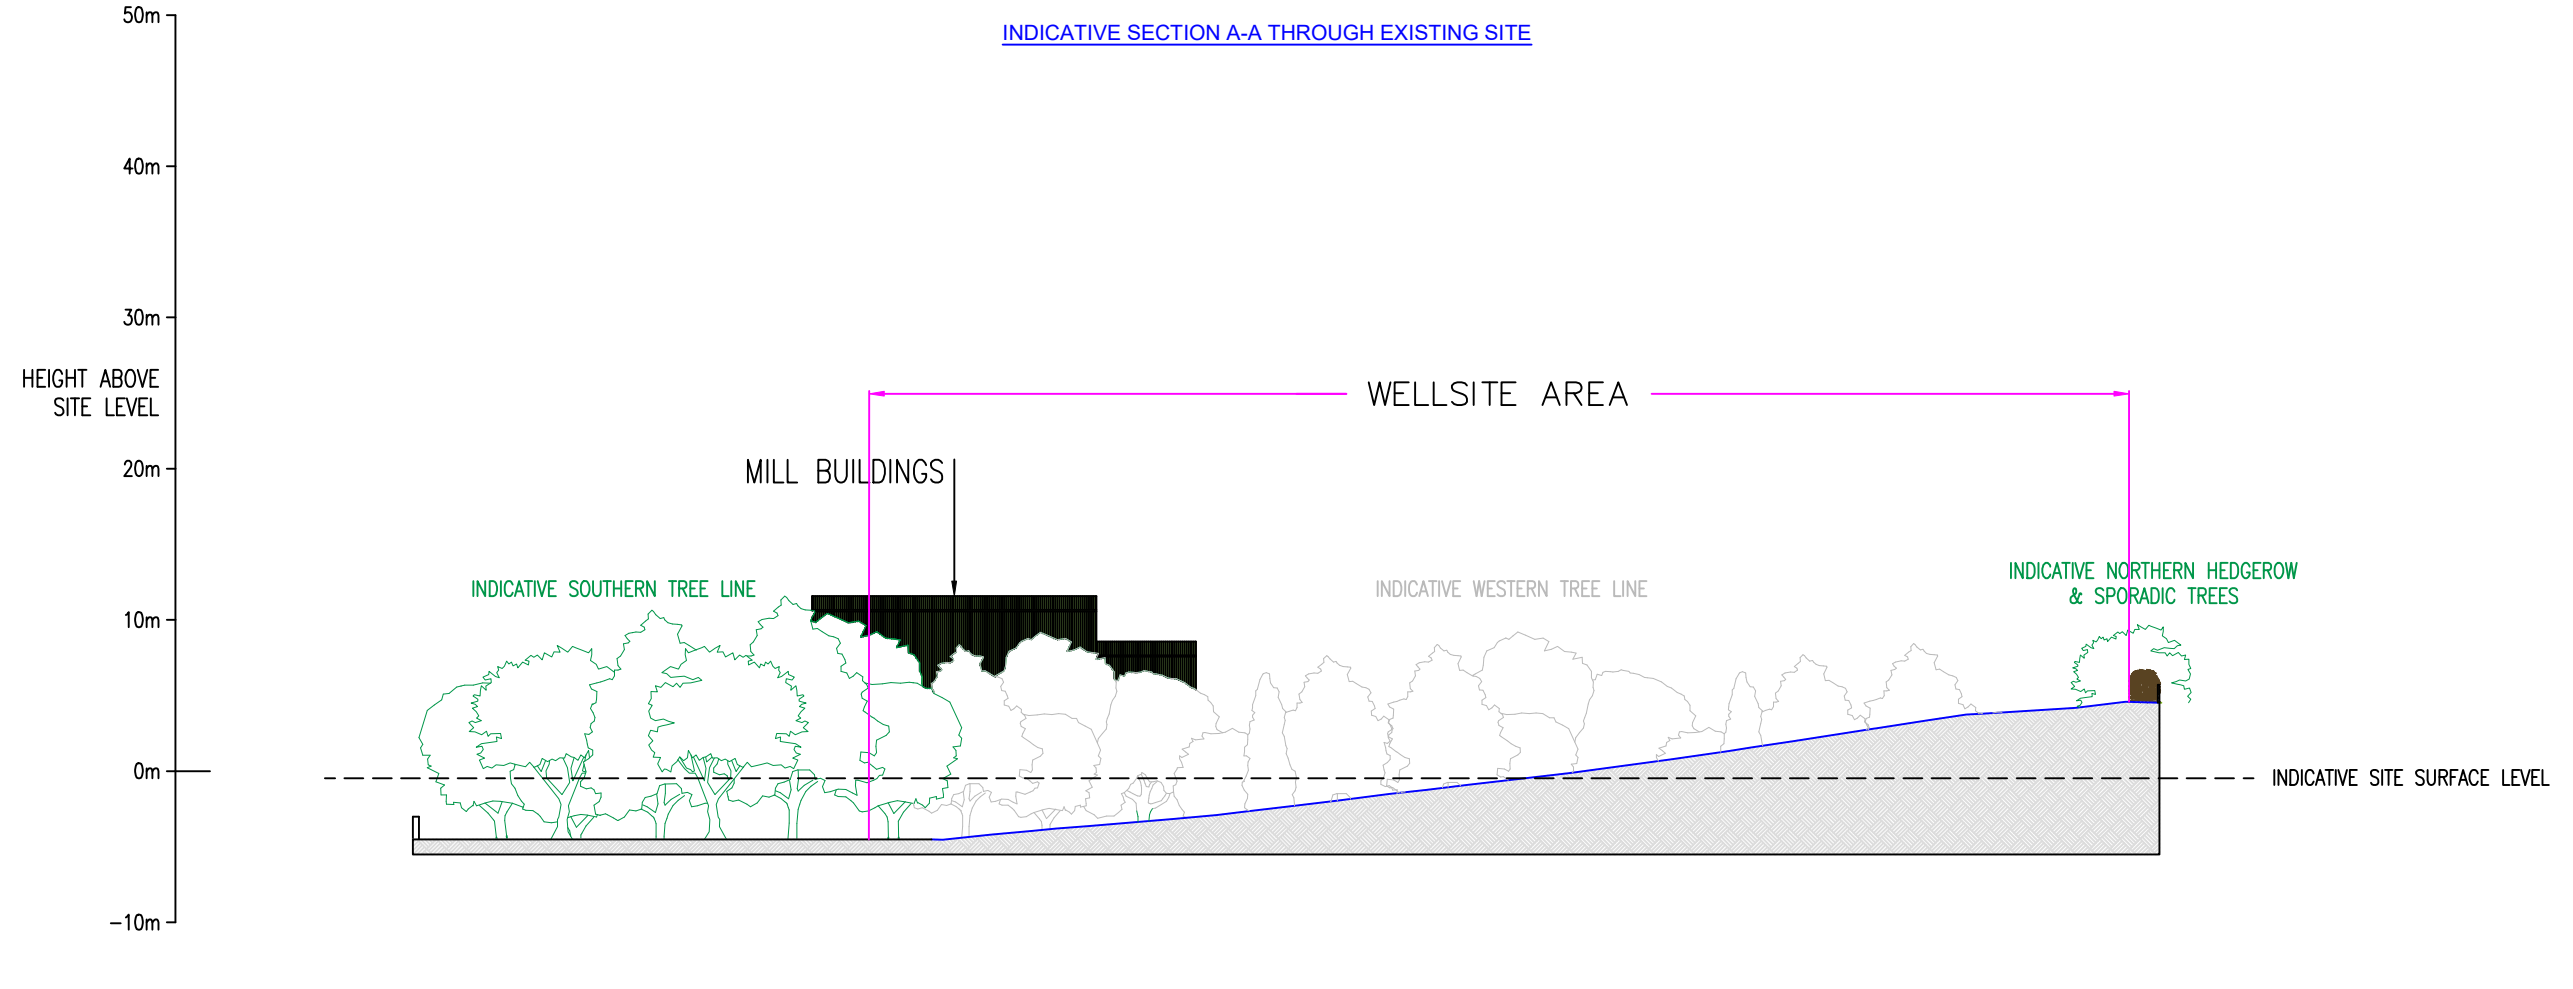 INDICATIVE SECTION A-A THROUGH EXISTING SITE
50m
40m
30m
HEIGHT ABOVE
SITE LEVEL
20m
10m
0m
-10m
WELLSITE AREA
MILL BUILDINGS
INDICATIVE SOUTHERN TREE LINE
INDICATIVE WESTERN TREE LINE
INDICATIVE NORTHERN HEDGEROW
& SPORADIC TREES
INDICATIVE SITE SURFACE LEVEL